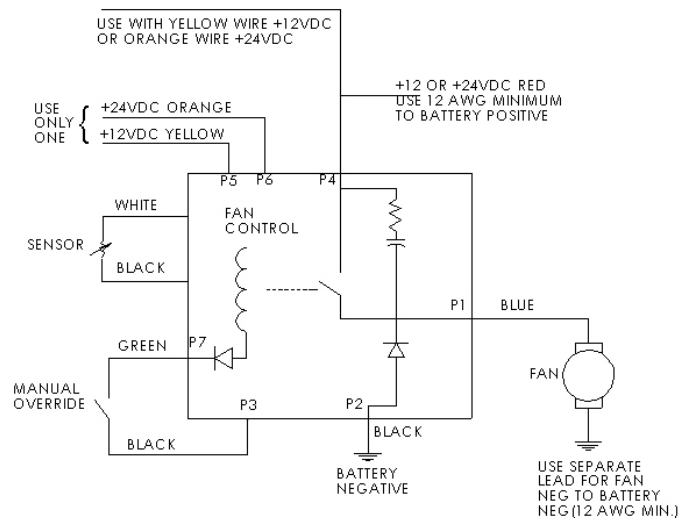 USE WITH YELLOW WIRE +12VDC
OR ORANGE WIRE +24VDC
+12 OR +24VDC RED
USE 12 AWG MINIMUM
TO BATTERY POSITIVE
USE
ONLY
ONE
+24VDC ORANGE
+12VDC YELLOW
P5
P6
P4
WHITE
FAN
CONTROL
SENSOR
BLACK
P1
BLUE
GREEN
P7
FAN
MANUAL
OVERRIDE
P3
P2
BLACK
BLACK
BATTERY
NEGATIVE
USE SEPARATE
LEAD FOR FAN
NEG TO BATTERY
NEG(12 AWG MIN.)